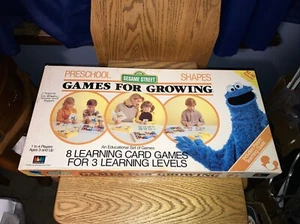 PRESCHOOL
SESAME STREET
SHAPES
GAMES FOR GROWING
1 to 4 Players
Ages 3 and Up
An Educational Set of Games
8 LEARNING CARD GAMES
FOR 3 LEARNING LEVELS